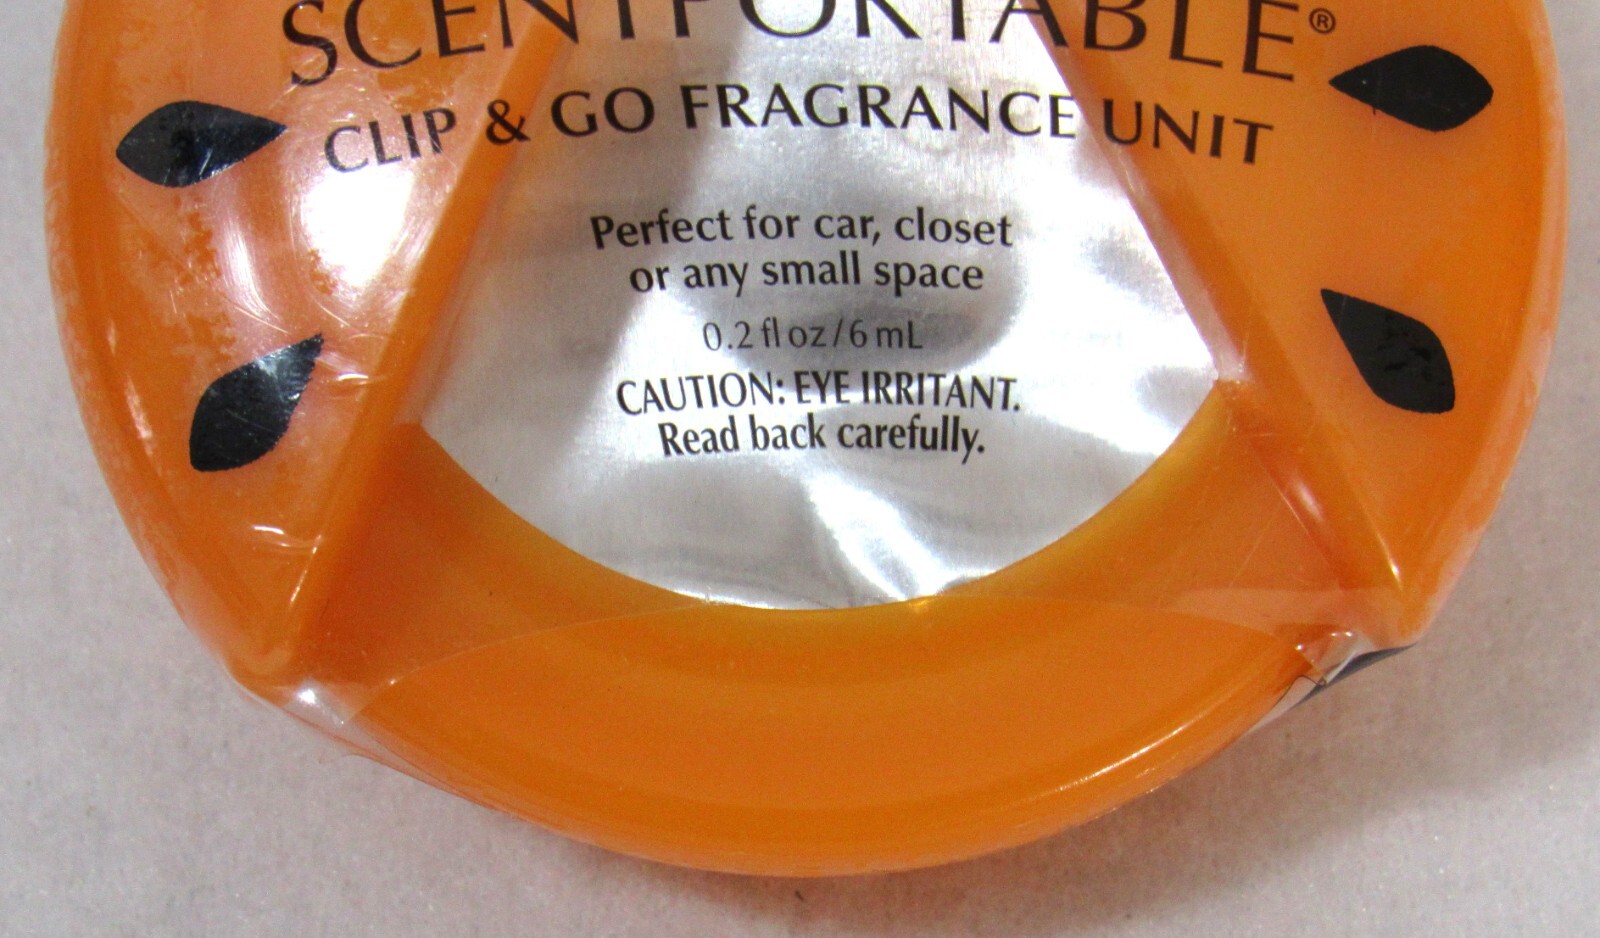 SCENTPORTABLE®
CLIP & GO FRAGRANCE UNIT
Perfect for car, closet
or any small space
0.2 fl oz/6 mL
CAUTION: EYE IRRITANT.
Read back carefully.